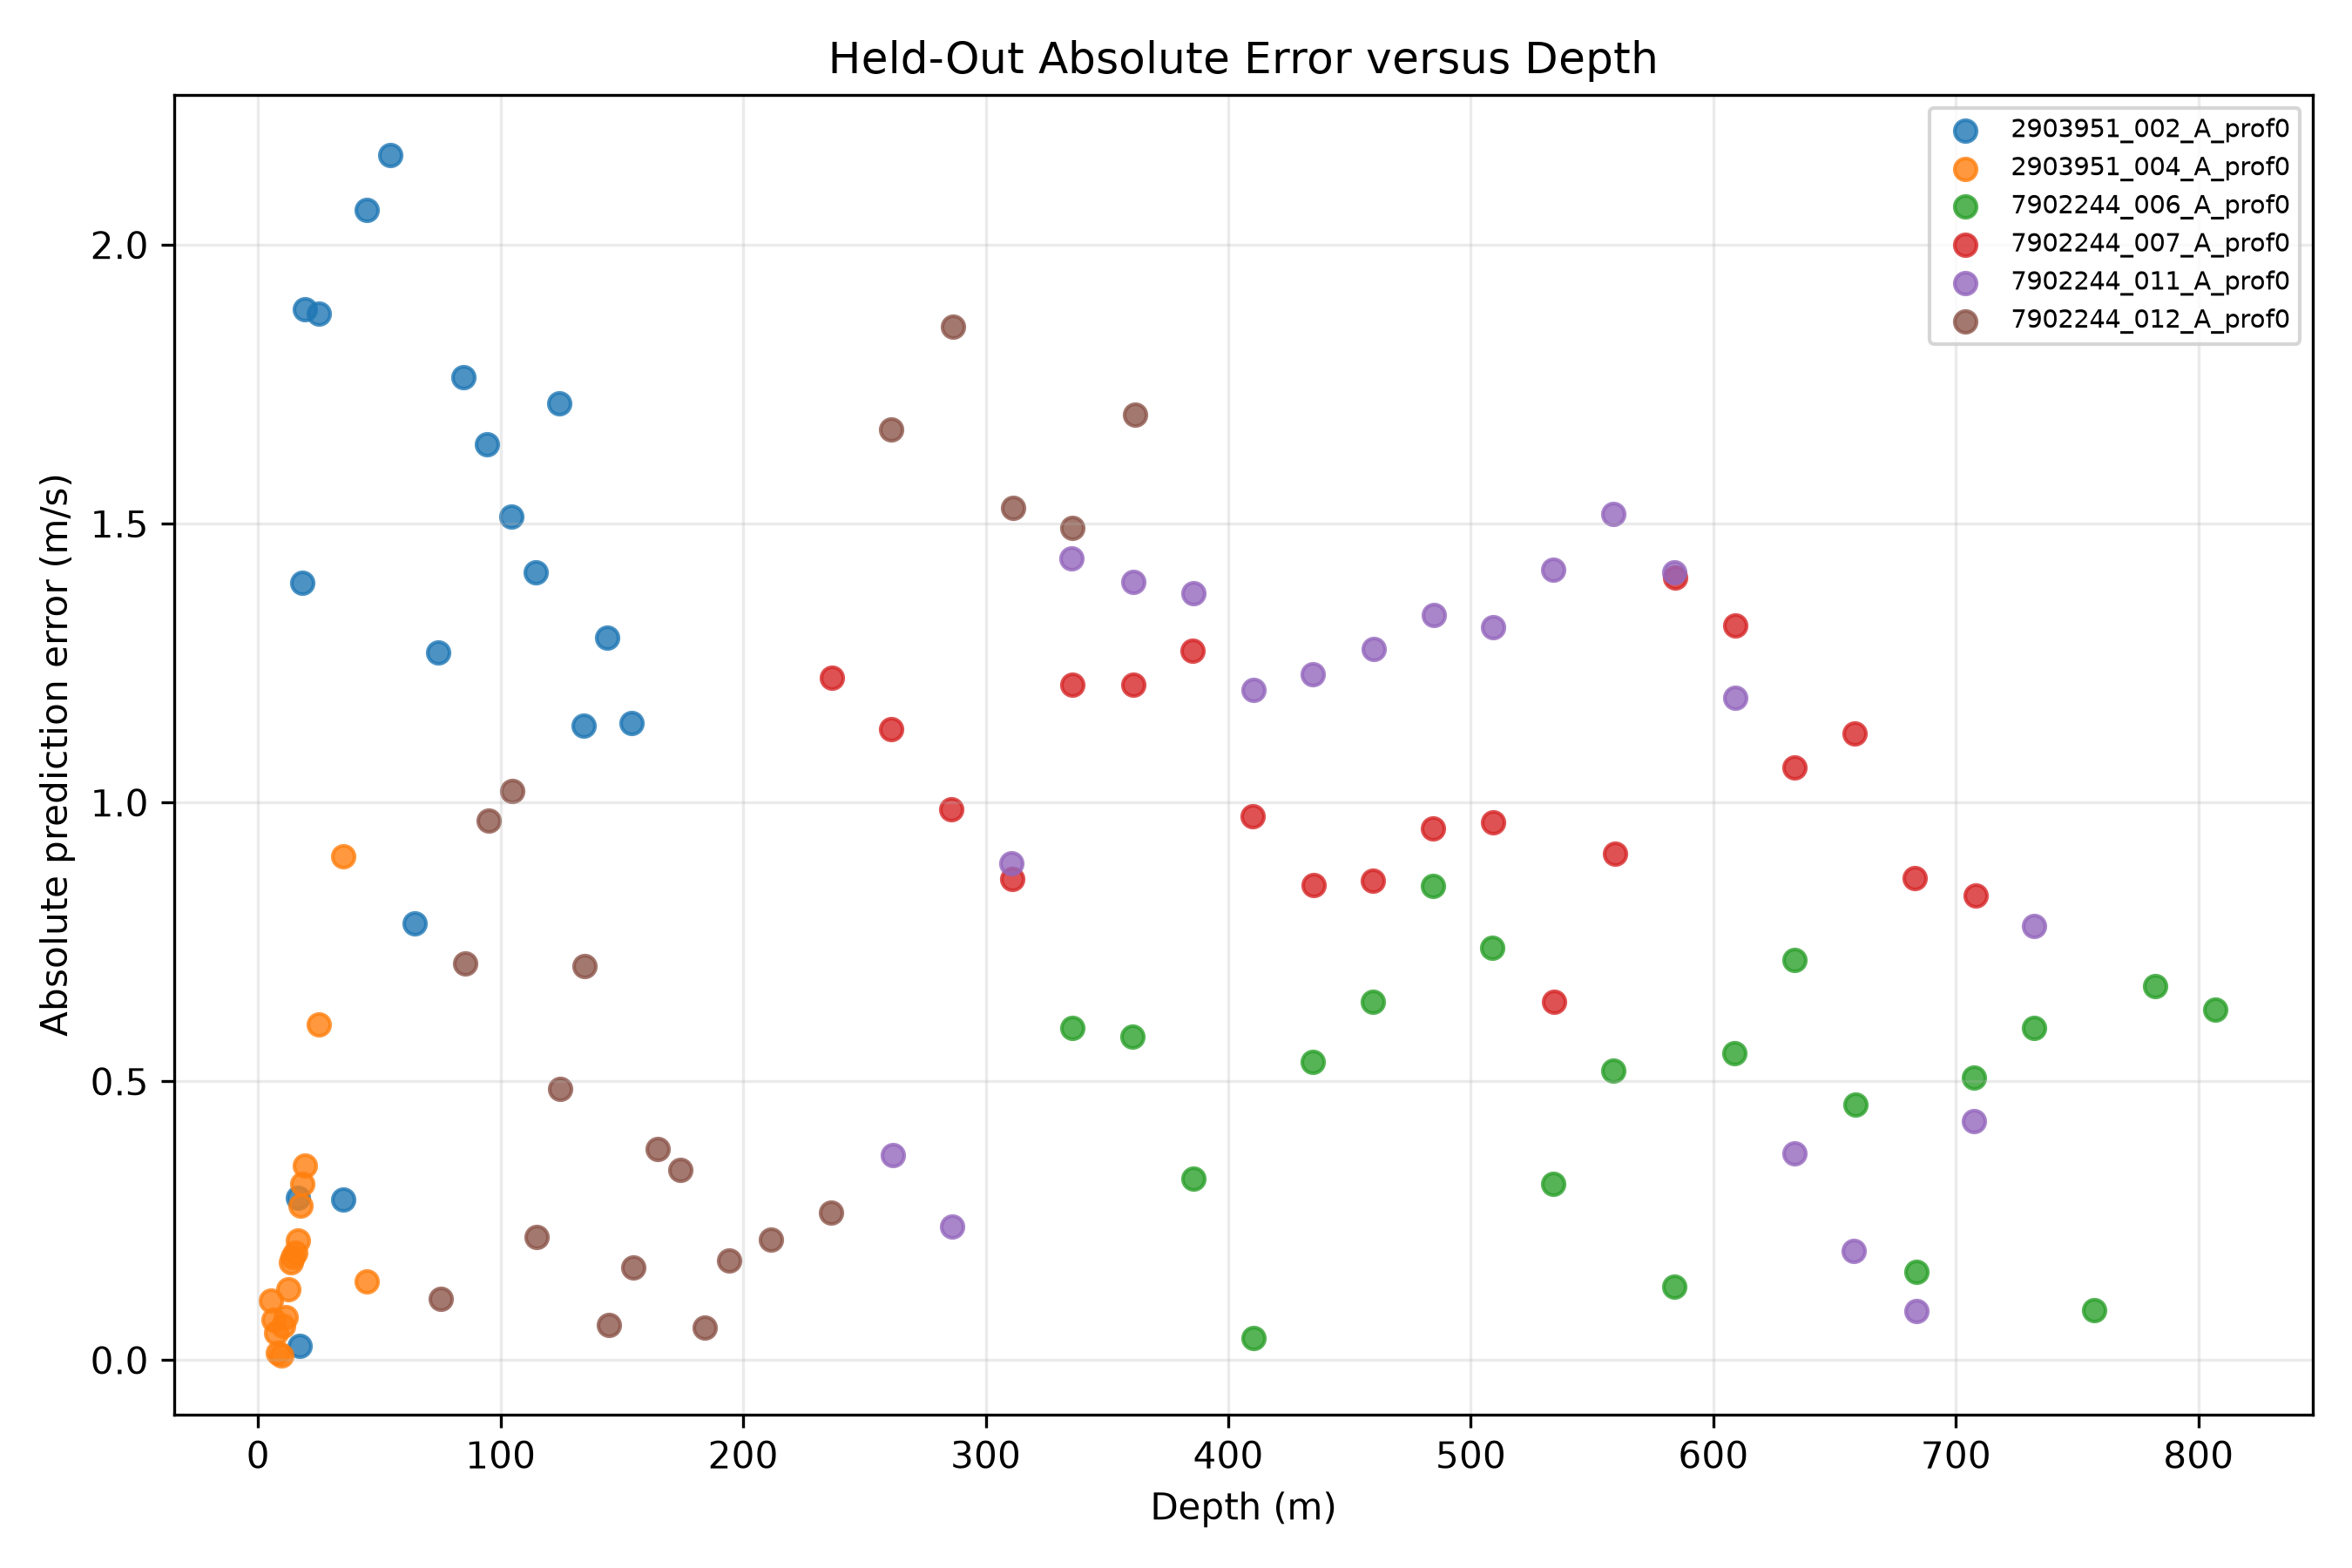 Held-Out Absolute Error versus Depth
2903951_002_A_prof0
2903951_004_A_prof0
7902244_006_A_prof0
7902244_007_A_prof0
7902244_011_A_prof0
7902244_012_A_prof0
Absolute prediction error (m/s)
2.0
1.5
1.0
0.5
0.0
0 100 200 300 400 500 600 700 800
Depth (m)